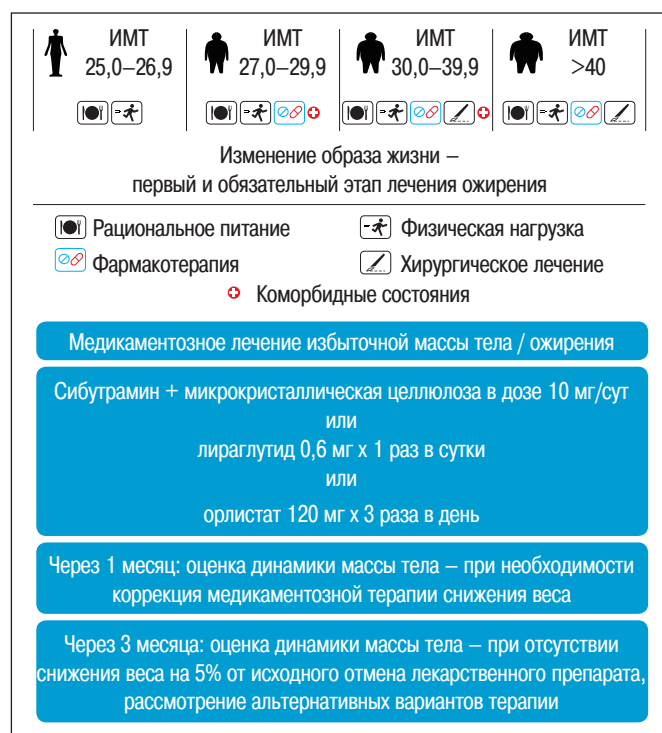 ИМТ
25,0–26,9
ИМТ
27,0–29,9
ИМТ
30,0–39,9
ИМТ
>40
Изменение образа жизни –
первый и обязательный этап лечения ожирения
Рациональное питание
Физическая нагрузка
Фармакотерапия
Хирургическое лечение
Коморбидные состояния
Медикаментозное лечение избыточной массы тела / ожирения
Сибутрамин + микрокристаллическая целлюлоза в дозе 10 мг/сут
или
лираглутид 0,6 мг х 1 раз в сутки
или
орлистат 120 мг х 3 раза в день
Через 1 месяц: оценка динамики массы тела – при необходимости
коррекция медикаментозной терапии снижения веса
Через 3 месяца: оценка динамики массы тела – при отсутствии
снижения веса на 5% от исходного отмена лекарственного препарата,
рассмотрение альтернативных вариантов терапии